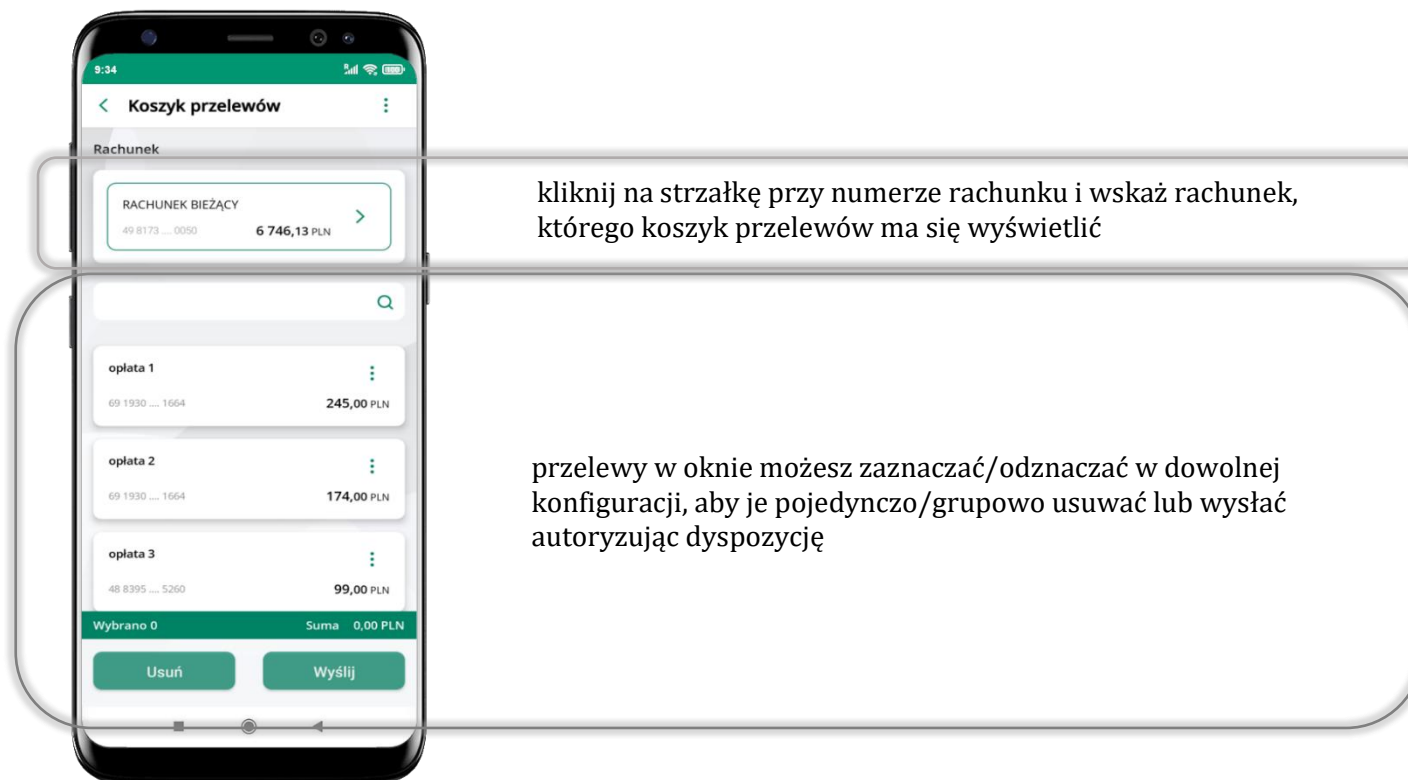 9:34
Koszyk przelewów
Rachunek
RACHUNEK BIEŻĄCY
49 8173 .... 0050 6 746,13 PLN
kliknij na strzałkę przy numerze rachunku i wskaż rachunek,
którego koszyk przelewów ma się wyświetlić
opłata 1
69 1930 .... 1664 245,00 PLN
opłata 2
69 1930 .... 1664 174,00 PLN
opłata 3
48 8395 .... 5260 99,00 PLN
przelewy w oknie możesz zaznaczać/odznaczać w dowolnej
konfiguracji, aby je pojedynczo/grupowo usuwać lub wysłać
autoryzując dyspozycję
Wybrano 0 Suma 0,00 PLN
Usuń Wyślij